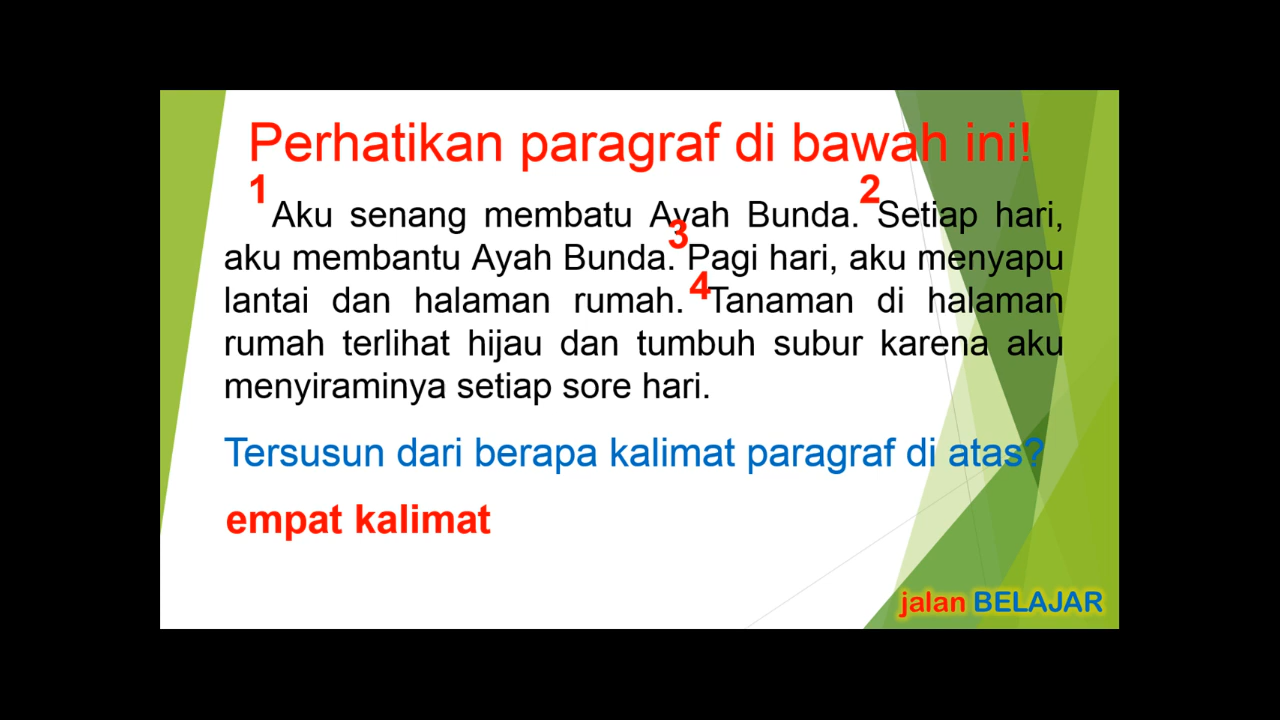 Perhatikan paragraf di bawah ini!
1 Aku senang membatu Ayah Bunda. 2 Setiap hari,
aku membantu Ayah Bunda. 3 Pagi hari, aku menyapu
lantai dan halaman rumah. 4 Tanaman di halaman
rumah terlihat hijau dan tumbuh subur karena aku
menyiraminya setiap sore hari.
Tersusun dari berapa kalimat paragraf di atas?
empat kalimat
jalan BELAJAR